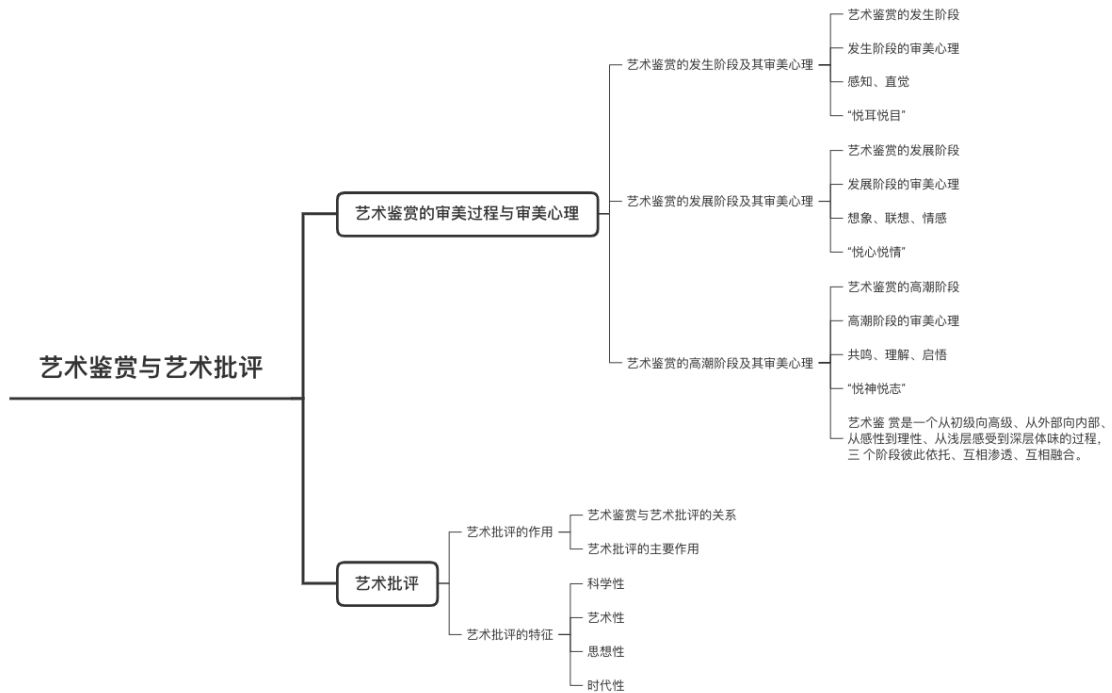 艺术鉴赏与艺术批评
艺术鉴赏的审美过程与审美心理
艺术鉴赏的发生阶段及其审美心理
艺术鉴赏的发生阶段
发生阶段的审美心理
感知、直觉
“悦耳悦目”
艺术鉴赏的发展阶段及其审美心理
艺术鉴赏的发展阶段
发展阶段的审美心理
想象、联想、情感
“悦心悦情”
艺术鉴赏的高潮阶段及其审美心理
艺术鉴赏的高潮阶段
高潮阶段的审美心理
共鸣、理解、启悟
“悦神悦志”
艺术鉴 赏是一个从初级向高级、从外部向内部、
从感性到理性、从浅层感受到深层体味的过程,
三 个阶段彼此依托、互相渗透、互相融合。
艺术批评
艺术批评的作用
艺术鉴赏与艺术批评的关系
艺术批评的主要作用
艺术批评的特征
科学性
艺术性
思想性
时代性